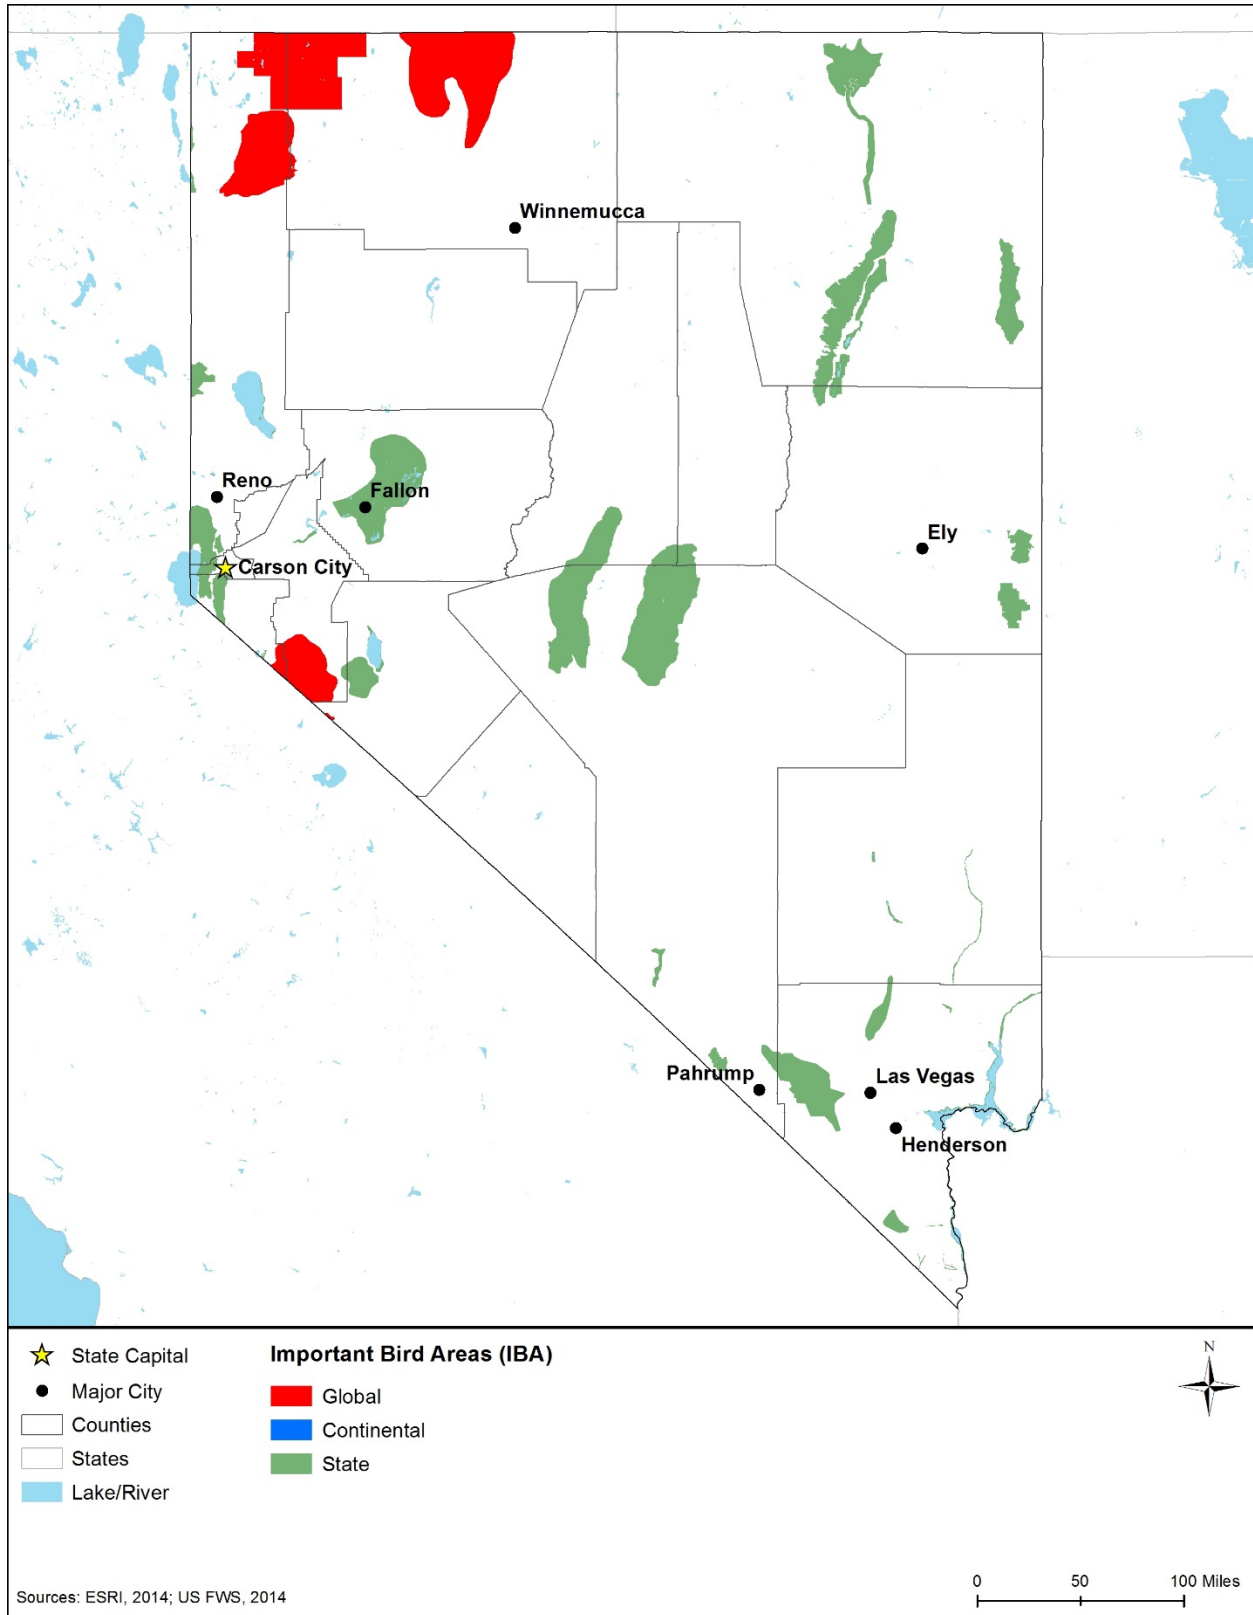 Winnemucca
Reno
Fallon
Ely
Carson City
Pahrump
Las Vegas
Henderson
State Capital
Major City
Counties
States
Lake/River
Important Bird Areas (IBA)
Global
Continental
State
N
Sources: ESRI, 2014; US FWS, 2014
0 50 100 Miles